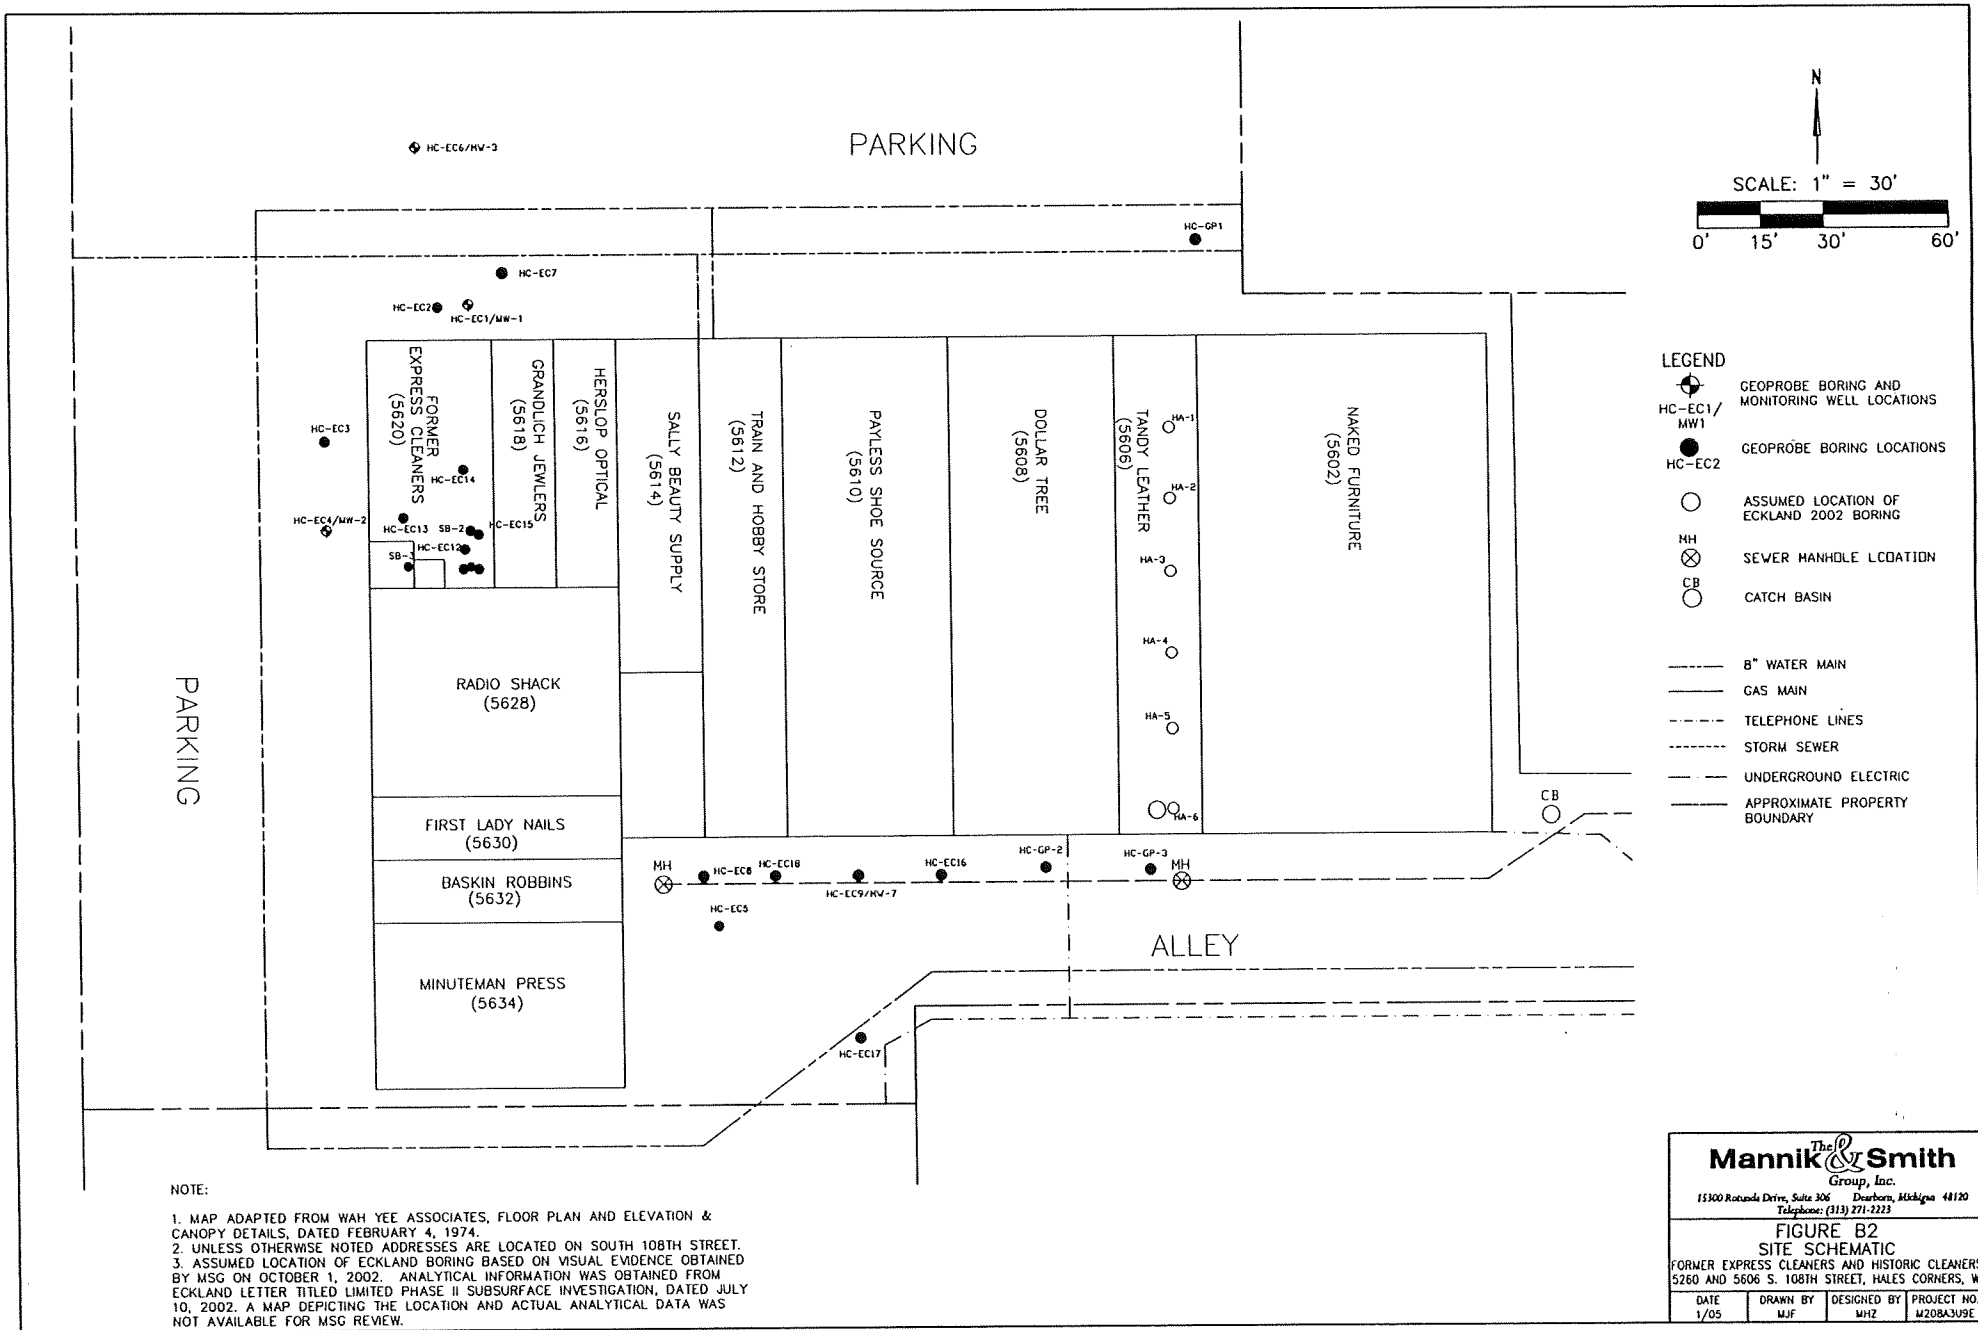 PARKING
HC-EC6/MW-3
N
SCALE: 1" = 30'
0' 15' 30' 60'
HC-GP1
HC-EC7
HC-EC2
HC-EC1/MW-1
HC-EC3
HC-EC4/MW-2
FORMER
EXPRESS CLEANERS
(5620)
HC-EC14
HC-EC13
SB-2
HC-EC15
HC-EC12
SB-3
GRANDLICH JEWLERS
(5618)
HERSLOP OPTICAL
(5616)
SALLY BEAUTY SUPPLY
(5614)
TRAIN AND HOBBY STORE
(5612)
PAYLESS SHOE SOURCE
(5610)
DOLLAR TREE
(5608)
TANDY LEATHER
(5606)
HA-1
HA-2
HA-3
HA-4
HA-5
HA-6
NAKED FURNITURE
(5602)
LEGEND
HC-EC1/
MW1
GEOPROBE BORING AND
MONITORING WELL LOCATIONS
HC-EC2
GEOPROBE BORING LOCATIONS
ASSUMED LOCATION OF
ECKLAND 2002 BORING
MH
SEWER MANHOLE LCOATION
CB
CATCH BASIN
8" WATER MAIN
GAS MAIN
TELEPHONE LINES
STORM SEWER
UNDERGROUND ELECTRIC
APPROXIMATE PROPERTY
BOUNDARY
PARKING
RADIO SHACK
(5628)
FIRST LADY NAILS
(5630)
BASKIN ROBBINS
(5632)
MINUTEMAN PRESS
(5634)
CB
MH
HC-EC8
HC-EC18
HC-EC9/MW-7
HC-EC16
HC-GP-2
HC-GP-3
MH
HC-EC5
ALLEY
HC-EC17
NOTE:
1. MAP ADAPTED FROM WAH YEE ASSOCIATES, FLOOR PLAN AND ELEVATION &
CANOPY DETAILS, DATED FEBRUARY 4, 1974.
2. UNLESS OTHERWISE NOTED ADDRESSES ARE LOCATED ON SOUTH 108TH STREET.
3. ASSUMED LOCATION OF ECKLAND BORING BASED ON VISUAL EVIDENCE OBTAINED
BY MSG ON OCTOBER 1, 2002. ANALYTICAL INFORMATION WAS OBTAINED FROM
ECKLAND LETTER TITLED LIMITED PHASE II SUBSURFACE INVESTIGATION, DATED JULY
10, 2002. A MAP DEPICTING THE LOCATION AND ACTUAL ANALYTICAL DATA WAS
NOT AVAILABLE FOR MSG REVIEW.
The
Mannik & Smith
Group, Inc.
15300 Rotunda Drive, Suite 306 Dearborn, Michigan 48120
Telephone: (313) 271-2223
FIGURE B2
SITE SCHEMATIC
FORMER EXPRESS CLEANERS AND HISTORIC CLEANERS
5260 AND 5606 S. 108TH STREET, HALES CORNERS, W
DATE
1/05
DRAWN BY
MJF
DESIGNED BY
MHZ
PROJECT NO.
M208A3U9E